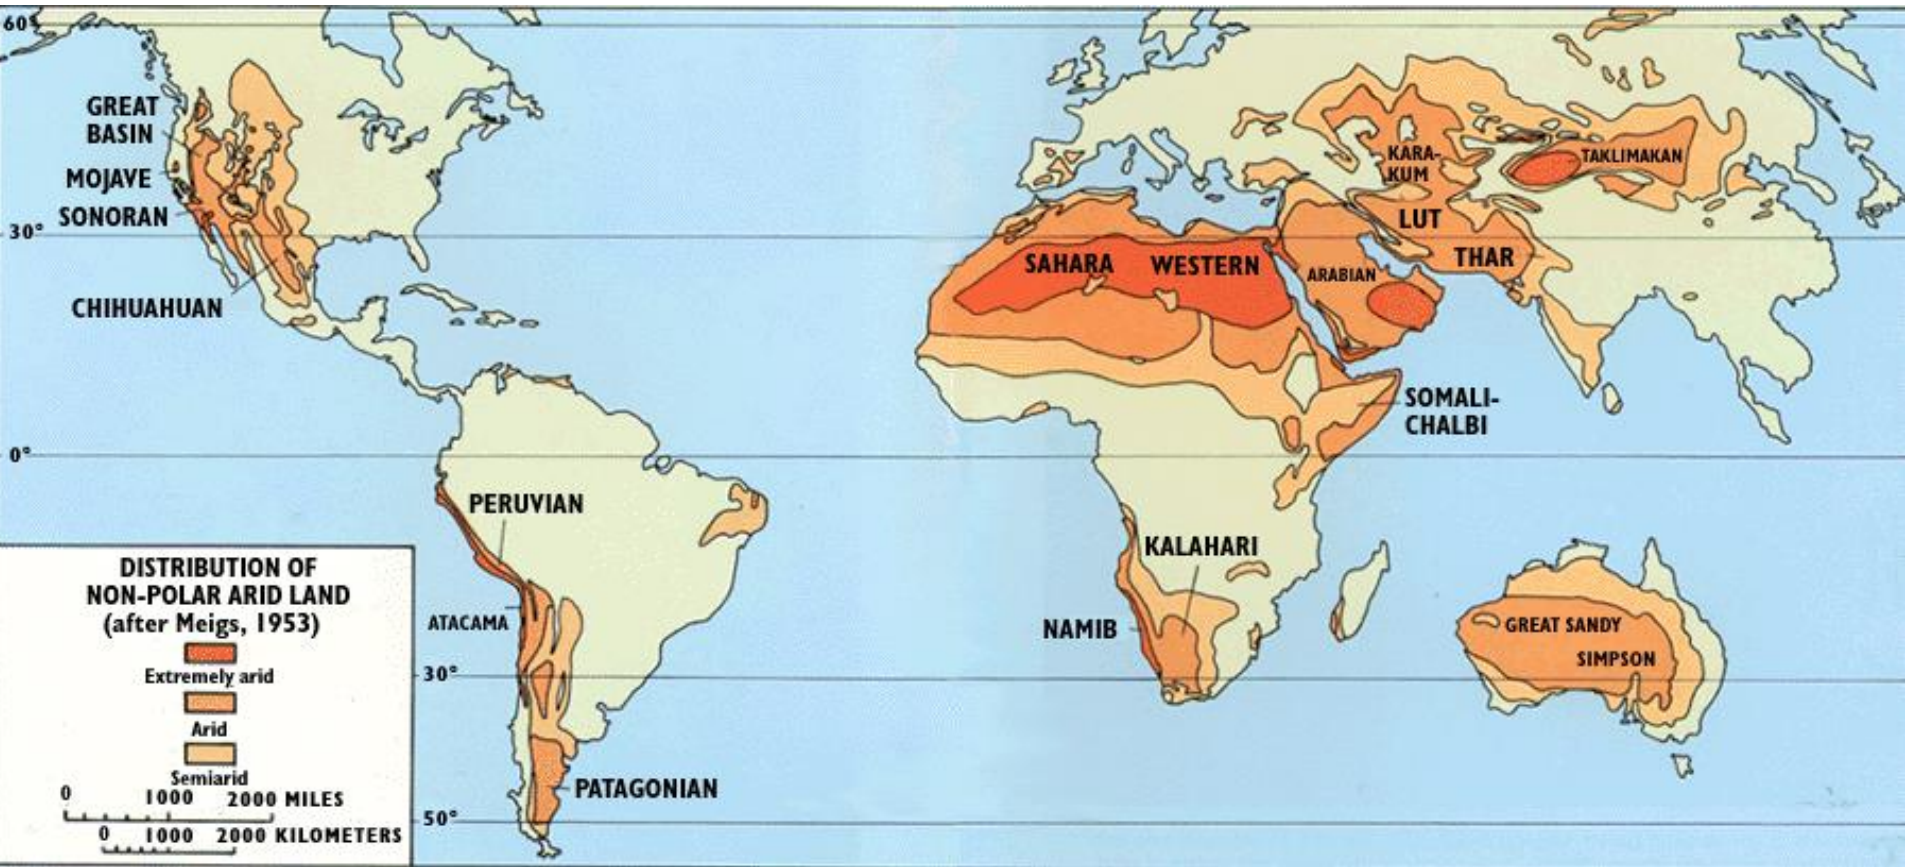 60°
GREAT
BASIN
MOJAVE
SONORAN
30°
CHIHUAHUAN
0°
PERUVIAN
ATACAMA
30°
PATAGONIAN
50°
KARA-
KUM
TAKLIMAKAN
LUT
THAR
SAHARA
WESTERN
ARABIAN
SOMALI-
CHALBI
KALAHARI
NAMIB
GREAT SANDY
SIMPSON
DISTRIBUTION OF
NON-POLAR ARID LAND
(after Meigs, 1953)
Extremely arid
Arid
Semiarid
0 1000 2000 MILES
0 1000 2000 KILOMETERS